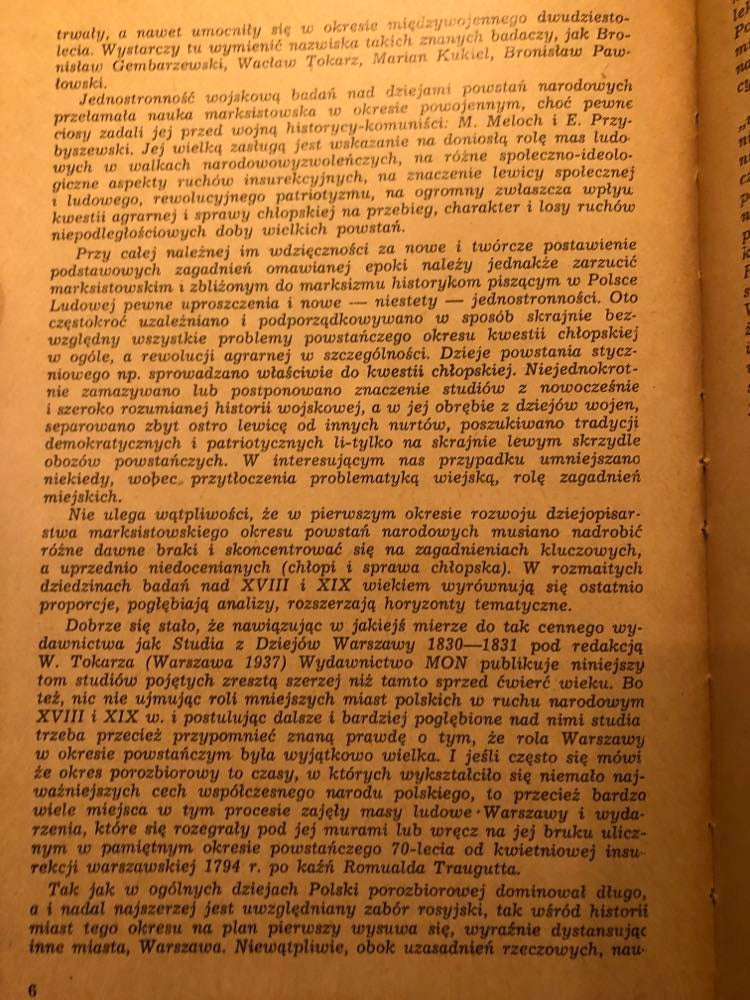 trwały, a nawet umocniły się w okresie międzywojennego dwudziesto-
lecia. Wystarczy tu wymienić nazwiska takich znanych badaczy, jak Bro-
nisław Gembarzewski, Wacław Tokarz, Marian Kukiel, Bronisław Paw-
łowski.
Jednostronność wojskową badań nad dziejami powstań narodowych
przełamała nauka marksistowska w okresie powojennym, choć pewne
ciosy zadali jej przed wojną historycy-komuniści: M. Meloch i E. Przy-
byszewski. Jej wielką zasługą jest wskazanie na doniosłą rolę mas ludo-
wych w walkach narodowowyzwoleńczych, na różne społeczno-ideolo-
giczne aspekty ruchów insurekcyjnych, na znaczenie lewicy społecznej
i ludowego, rewolucyjnego patriotyzmu, na ogromny zwłaszcza wpływ
kwestii agrarnej i sprawy chłopskiej na przebieg, charakter i losy ruchów
niepodległościowych doby wielkich powstań.
Przy całej należnej im wdzięczności za nowe i twórcze postawienie
podstawowych zagadnień omawianej epoki należy jednakże zarzucić
marksistowskim i zbliżonym do marksizmu historykom piszącym w Polsce
Ludowej pewne uproszczenia i nowe — niestety — jednostronności. Oto
częstokroć uzależniano i podporządkowywano w sposób skrajnie bez-
względny wszystkie problemy powstańczego okresu kwestii chłopskiej
w ogóle, a rewolucji agrarnej w szczególności. Dzieje powstania stycz-
niowego np. sprowadzano właściwie do kwestii chłopskiej. Niejednokrot-
nie zamazywano lub postponowano znaczenie studiów z nowocześnie
i szeroko rozumianej historii wojskowej, a w jej obrębie z dziejów wojen,
separowano zbyt ostro lewicę od innych nurtów, poszukiwano tradycji
demokratycznych i patriotycznych li-tylko na skrajnie lewym skrzydle
obozów powstańczych. W interesującym nas przypadku umniejszano
niekiedy, wobec przytłoczenia problematyką wiejską, rolę zagadnień
miejskich.
Nie ulega wątpliwości, że w pierwszym okresie rozwoju dziejopisar-
stwa marksistowskiego okresu powstań narodowych musiano nadrobić
różne dawne braki i skoncentrować się na zagadnieniach kluczowych,
a uprzednio niedocenianych (chłopi i sprawa chłopska). W rozmaitych
dziedzinach badań nad XVIII i XIX wiekiem wyrównują się ostatnio
proporcje, pogłębiają analizy, rozszerzają horyzonty tematyczne.
Dobrze się stało, że nawiązując w jakiejś mierze do tak cennego wy-
dawnictwa jak Studia z Dziejów Warszawy 1830—1831 pod redakcją
W. Tokarza (Warszawa 1937) Wydawnictwo MON publikuje niniejszy
tom studiów pojętych zresztą szerzej niż tamto sprzed ćwierć wieku. Bo
też, nic nie ujmując roli mniejszych miast polskich w ruchu narodowym
XVIII i XIX w. i postulując dalsze i bardziej pogłębione nad nimi studia
trzeba przecież przypomnieć znaną prawdę o tym, że rola Warszawy
w okresie powstańczym była wyjątkowo wielka. I jeśli często się mówi
że okres porozbiorowy to czasy, w których wykształciło się niemało naj-
ważniejszych cech współczesnego narodu polskiego, to przecież bardzo
wiele miejsca w tym procesie zajęły masy ludowe Warszawy i wyda-
rzenia, które się rozegrały pod jej murami lub wręcz na jej bruku ulicz-
nym w pamiętnym okresie powstańczego 70-lecia od kwietniowej insu-
rekcji warszawskiej 1794 r. po kaźń Romualda Traugutta.
Tak jak w ogólnych dziejach Polski porozbiorowej dominował długo,
a i nadal najszerzej jest uwzględniany zabór rosyjski, tak wśród historii
miast tego okresu na plan pierwszy wysuwa się, wyraźnie dystansując
inne miasta, Warszawa. Niewątpliwie, obok uzasadnień rzeczowych, nau-
6